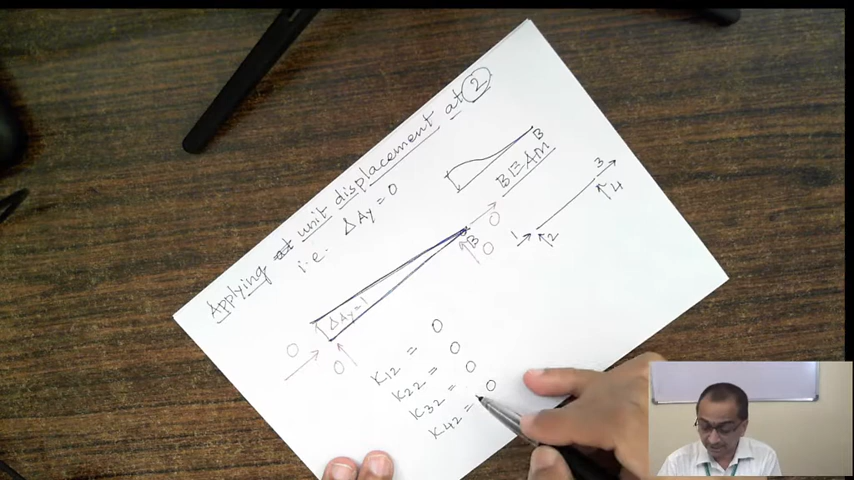 Applying at unit displacement at 2
i.e. ΔAy = 0
B
BEAM
ΔAy=1
B
0
0
0
0
1
2
3
4
K12 = 0
K22 = 0
K32 = 0
K42 = 0